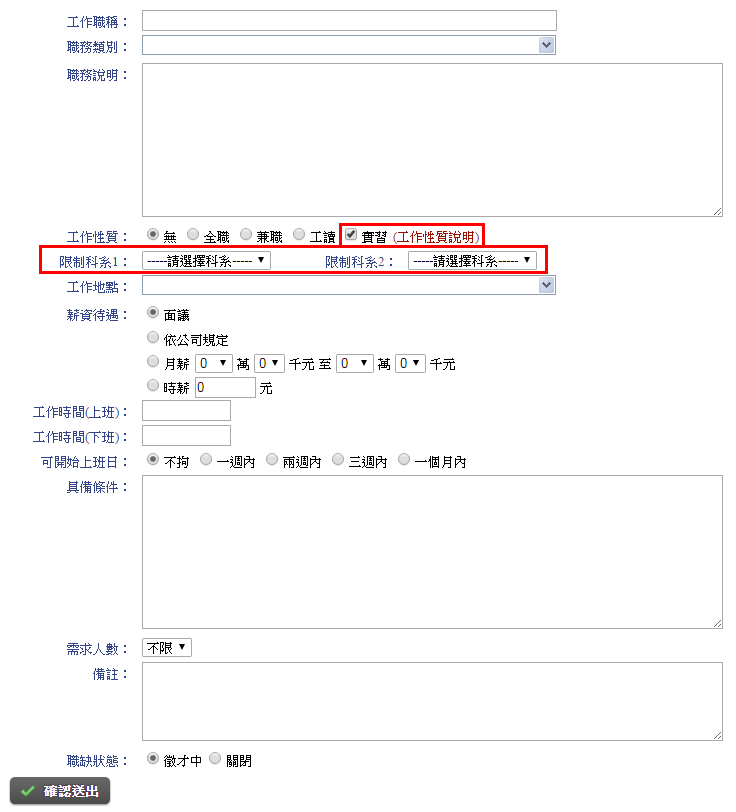 工作職稱：
職務類別：
職務說明：
工作性質： 無 全職 兼職 工讀 實習 (工作性質說明)
限制科系1： -----請選擇科系----- 限制科系2： -----請選擇科系-----
工作地點：
薪資待遇： 面議
依公司規定
月薪 0 萬 0 千元 至 0 萬 0 千元
時薪 0 元
工作時間(上班)：
工作時間(下班)：
可開始上班日： 不拘 一週內 兩週內 三週內 一個月內
具備條件：
需求人數： 不限
備註：
職缺狀態： 徵才中 關閉
確認送出